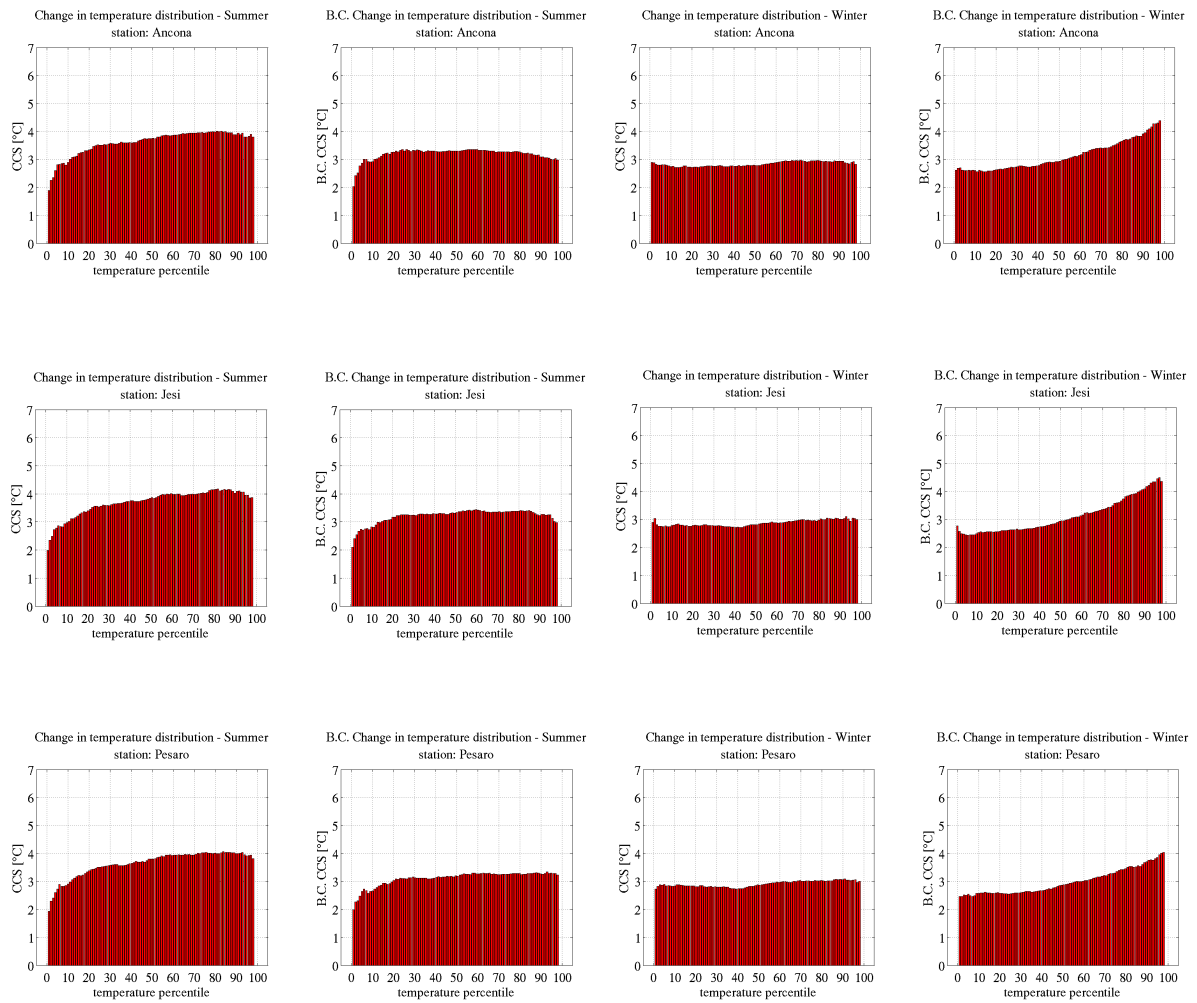 Change in temperature distribution - Summer
station: Ancona
7
6
5
4
3
2
1
0
CCS [°C]
0 10 20 30 40 50 60 70 80 90 100
temperature percentile
B.C. Change in temperature distribution - Summer
station: Ancona
7
6
5
4
3
2
1
0
B.C. CCS [°C]
0 10 20 30 40 50 60 70 80 90 100
temperature percentile
Change in temperature distribution - Winter
station: Ancona
7
6
5
4
3
2
1
0
CCS [°C]
0 10 20 30 40 50 60 70 80 90 100
temperature percentile
B.C. Change in temperature distribution - Winter
station: Ancona
7
6
5
4
3
2
1
0
B.C. CCS [°C]
0 10 20 30 40 50 60 70 80 90 100
temperature percentile
Change in temperature distribution - Summer
station: Jesi
7
6
5
4
3
2
1
0
CCS [°C]
0 10 20 30 40 50 60 70 80 90 100
temperature percentile
B.C. Change in temperature distribution - Summer
station: Jesi
7
6
5
4
3
2
1
0
B.C. CCS [°C]
0 10 20 30 40 50 60 70 80 90 100
temperature percentile
Change in temperature distribution - Winter
station: Jesi
7
6
5
4
3
2
1
0
CCS [°C]
0 10 20 30 40 50 60 70 80 90 100
temperature percentile
B.C. Change in temperature distribution - Winter
station: Jesi
7
6
5
4
3
2
1
0
B.C. CCS [°C]
0 10 20 30 40 50 60 70 80 90 100
temperature percentile
Change in temperature distribution - Summer
station: Pesaro
7
6
5
4
3
2
1
0
CCS [°C]
0 10 20 30 40 50 60 70 80 90 100
temperature percentile
B.C. Change in temperature distribution - Summer
station: Pesaro
7
6
5
4
3
2
1
0
B.C. CCS [°C]
0 10 20 30 40 50 60 70 80 90 100
temperature percentile
Change in temperature distribution - Winter
station: Pesaro
7
6
5
4
3
2
1
0
CCS [°C]
0 10 20 30 40 50 60 70 80 90 100
temperature percentile
B.C. Change in temperature distribution - Winter
station: Pesaro
7
6
5
4
3
2
1
0
B.C. CCS [°C]
0 10 20 30 40 50 60 70 80 90 100
temperature percentile